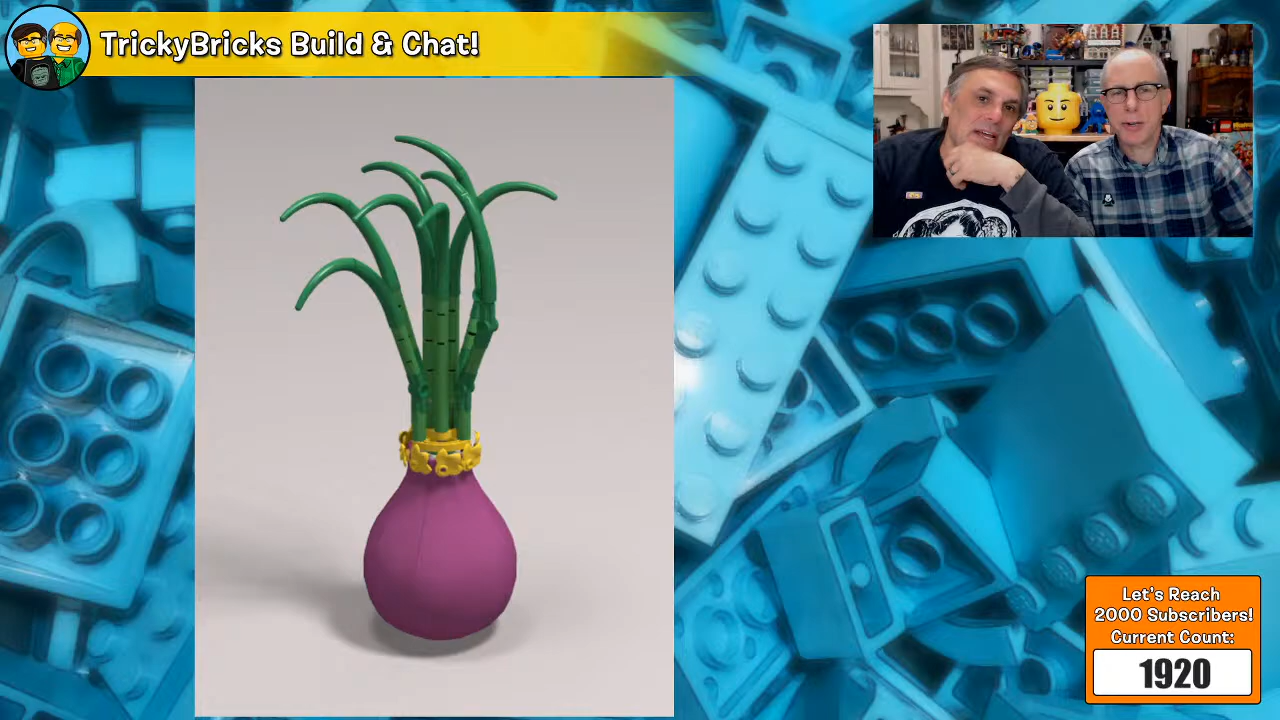 TrickyBricks Build & Chat!
Let's Reach
2000 Subscribers!
Current Count:
1920